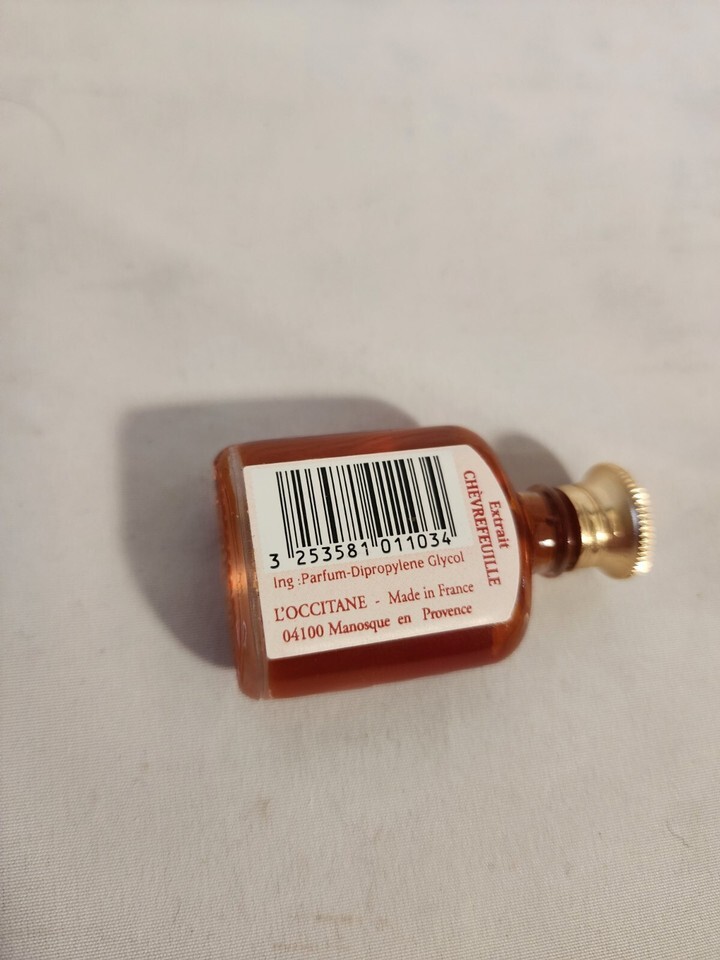 Extrait
CHÈVREFEUILLE
3 253581 011034
Ing :Parfum-Dipropylene Glycol
L'OCCITANE - Made in France
04100 Manosque en Provence